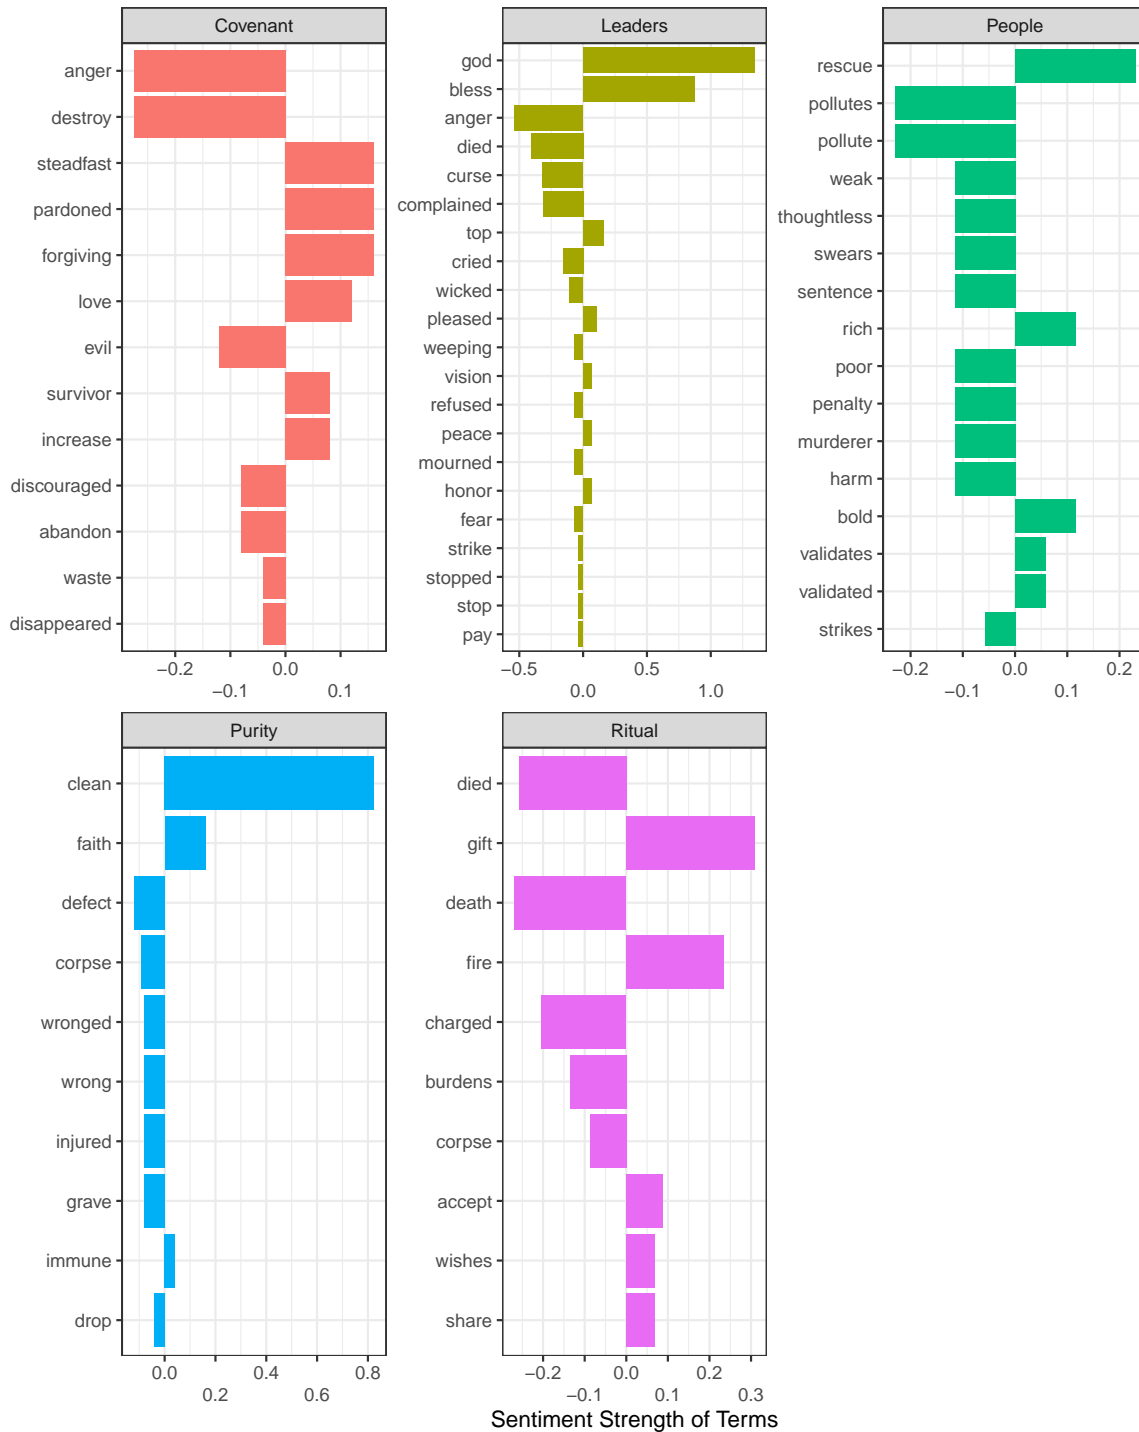 Covenant
anger
destroy
steadfast
pardoned
forgiving
love
evil
survivor
increase
discouraged
abandon
waste
disappeared
−0.2 0.0
−0.1 0.1
Leaders
god
bless
anger
died
curse
complained
top
cried
wicked
pleased
weeping
vision
refused
peace
mourned
honor
fear
strike
stopped
stop
pay
−0.5 0.5
0.0 1.0
People
rescue
pollutes
pollute
weak
thoughtless
swears
sentence
rich
poor
penalty
murderer
harm
bold
validates
validated
strikes
−0.2 0.0 0.2
−0.1 0.1
Purity
clean
faith
defect
corpse
wronged
wrong
injured
grave
immune
drop
0.0 0.4 0.8
0.2 0.6
Ritual
died
gift
death
fire
charged
burdens
corpse
accept
wishes
share
−0.2 0.0 0.2
−0.1 0.1 0.3
Sentiment Strength of Terms